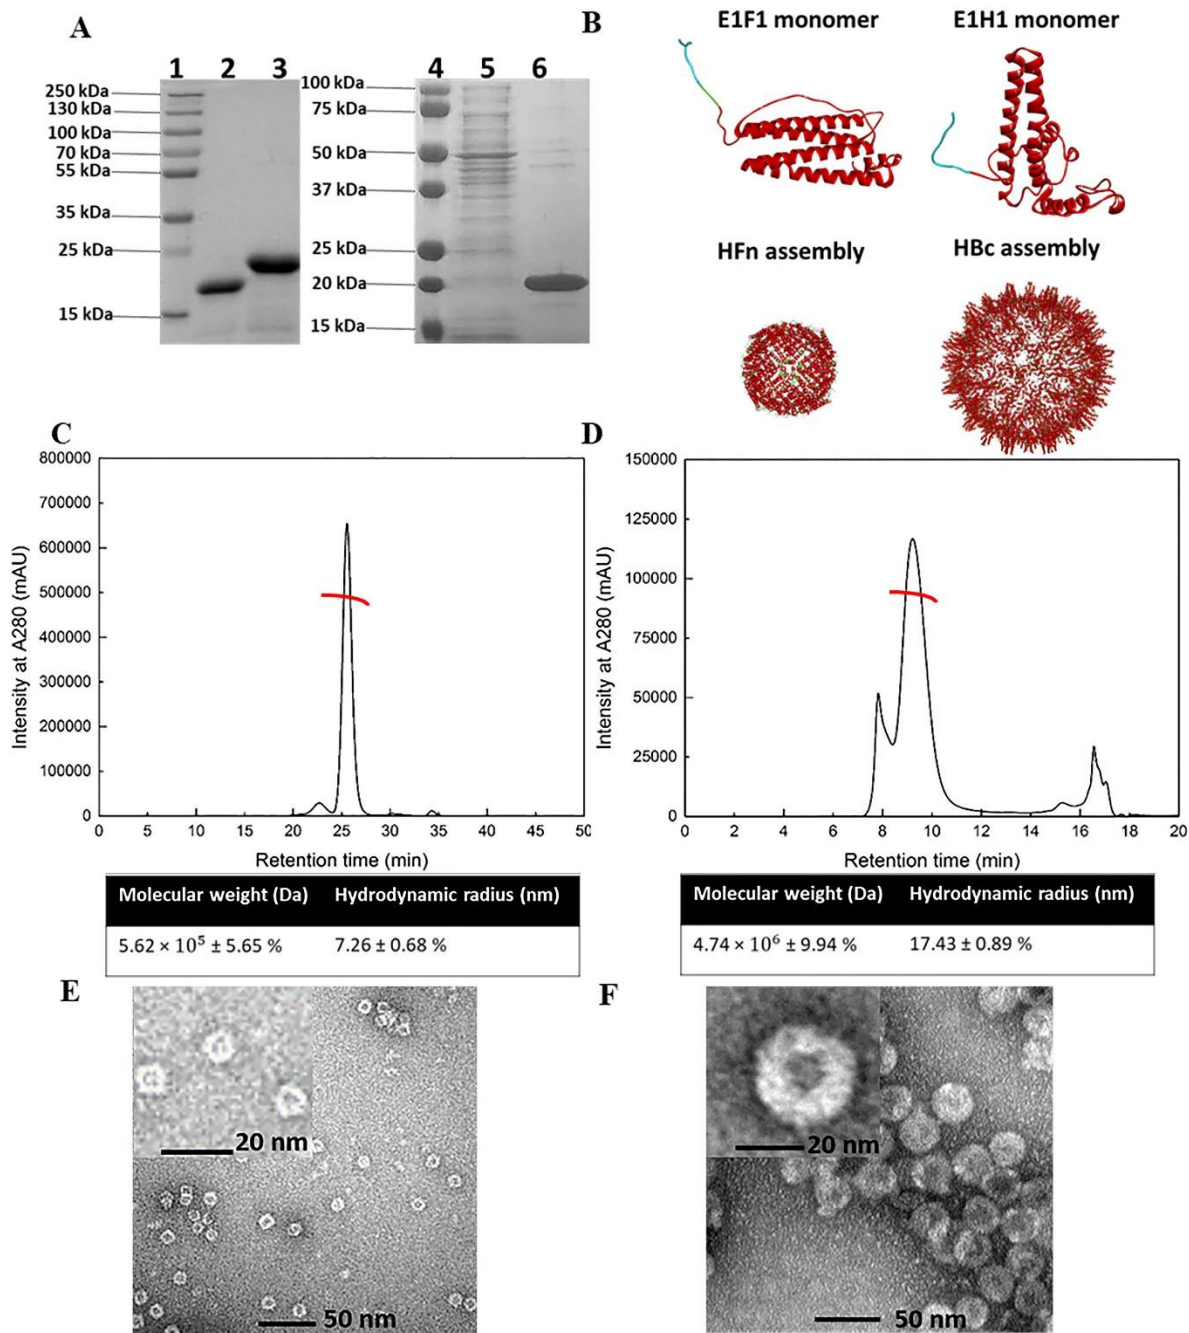 A
1 2 3
250 kDa
130 kDa
100 kDa
70 kDa
55 kDa
35 kDa
25 kDa
15 kDa
4 5 6
100 kDa
75 kDa
50 kDa
37 kDa
25 kDa
20 kDa
15 kDa
B
E1F1 monomer
E1H1 monomer
HFn assembly
HBc assembly
C
800000
700000
600000
500000
400000
300000
200000
100000
0
Intensity at A280 (mAU)
0 5 10 15 20 25 30 35 40 45 50
Retention time (min)
Molecular weight (Da) Hydrodynamic radius (nm)
5.62 × 10⁵ ± 5.65 % 7.26 ± 0.68 %
D
150000
125000
100000
75000
50000
25000
0
Intensity at A280 (mAU)
0 2 4 6 8 10 12 14 16 18 20
Retention time (min)
Molecular weight (Da) Hydrodynamic radius (nm)
4.74 × 10⁶ ± 9.94 % 17.43 ± 0.89 %
E
20 nm
50 nm
F
20 nm
50 nm